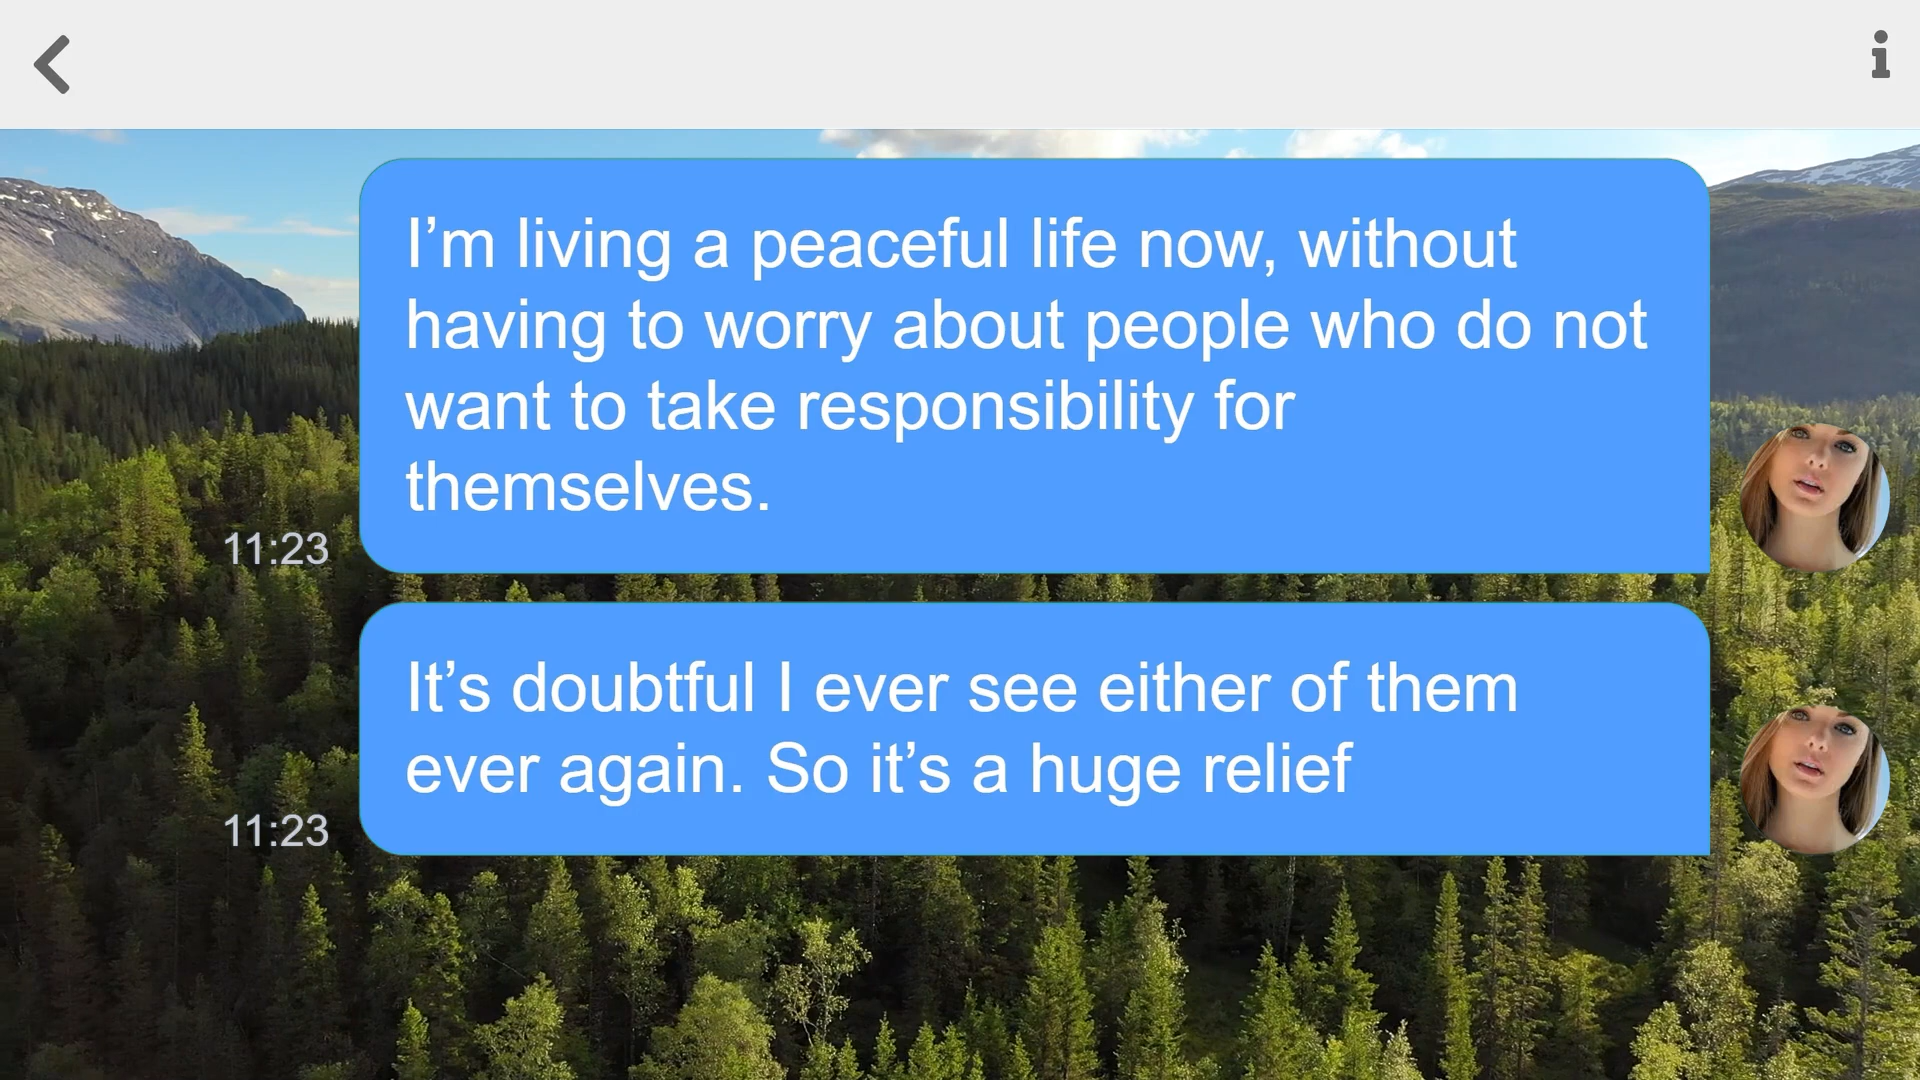 I’m living a peaceful life now, without
having to worry about people who do not
want to take responsibility for
themselves.
11:23
It’s doubtful I ever see either of them
ever again. So it’s a huge relief
11:23